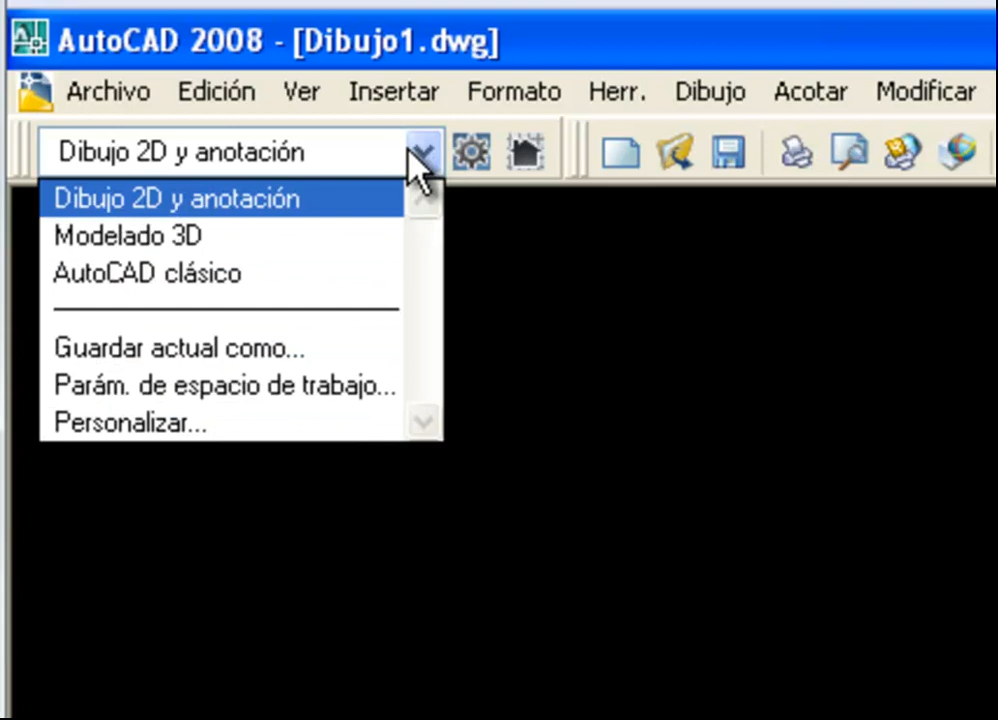 AutoCAD 2008 - [Dibujo1.dwg]
Archivo Edición Ver Insertar Formato Herr. Dibujo Acotar Modificar
Dibujo 2D y anotación
Dibujo 2D y anotación
Modelado 3D
AutoCAD clásico
Guardar actual como...
Parám. de espacio de trabajo...
Personalizar...